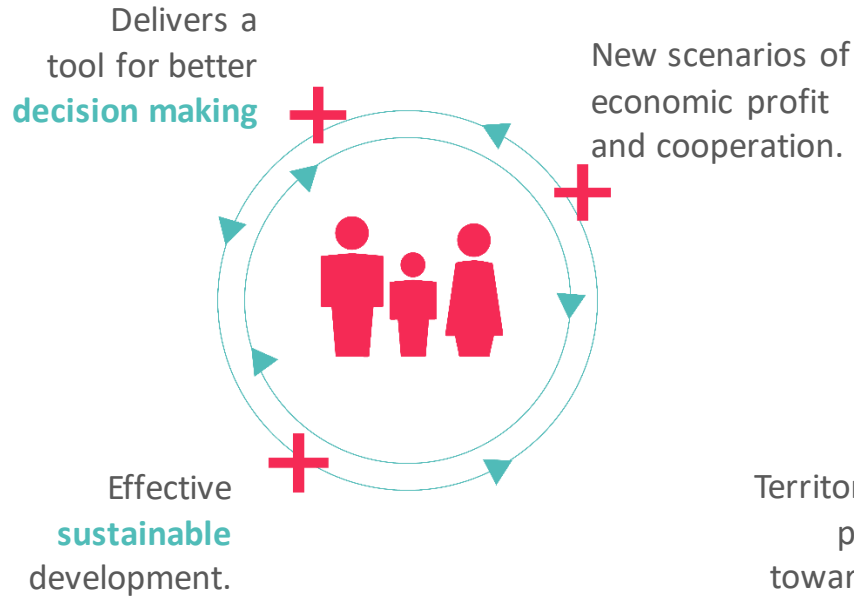 Delivers a
tool for better
decision making
New scenarios of
economic profit
and cooperation.
Effective
sustainable
development.